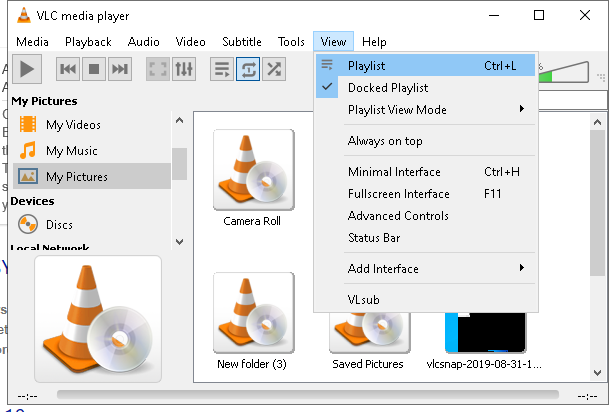 VLC media player
Media Playback Audio Video Subtitle Tools View Help
%
My Pictures
My Videos
My Music
My Pictures
Devices
Discs
Local Network
Camera Roll
New folder (3)
Saved Pictures
vlcsnap-2019-08-31-1...
Playlist Ctrl+L
Docked Playlist
Playlist View Mode
Always on top
Minimal Interface Ctrl+H
Fullscreen Interface F11
Advanced Controls
Status Bar
Add Interface
VLsub
--:-- --:--